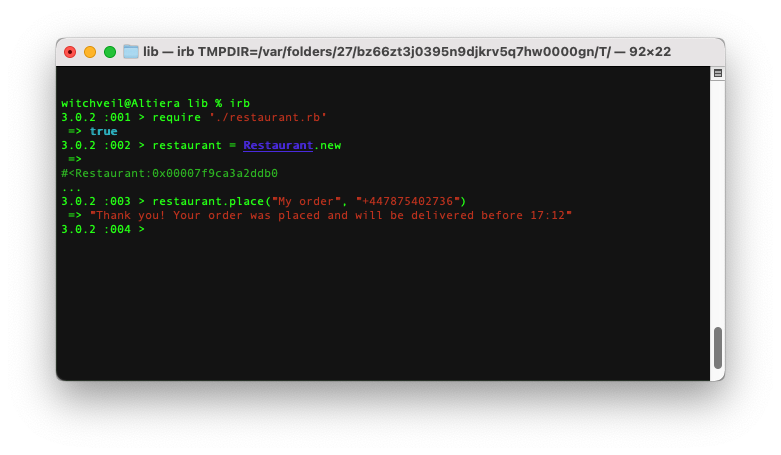 lib — irb TMPDIR=/var/folders/27/bz66zt3j0395n9djkrv5q7hw0000gn/T/ — 92×22
witchveil@Altiera lib % irb
3.0.2 :001 > require './restaurant.rb'
 => true
3.0.2 :002 > restaurant = Restaurant.new
 =>
#<Restaurant:0x00007f9ca3a2ddb0
...
3.0.2 :003 > restaurant.place("My order", "+447875402736")
 => "Thank you! Your order was placed and will be delivered before 17:12"
3.0.2 :004 >